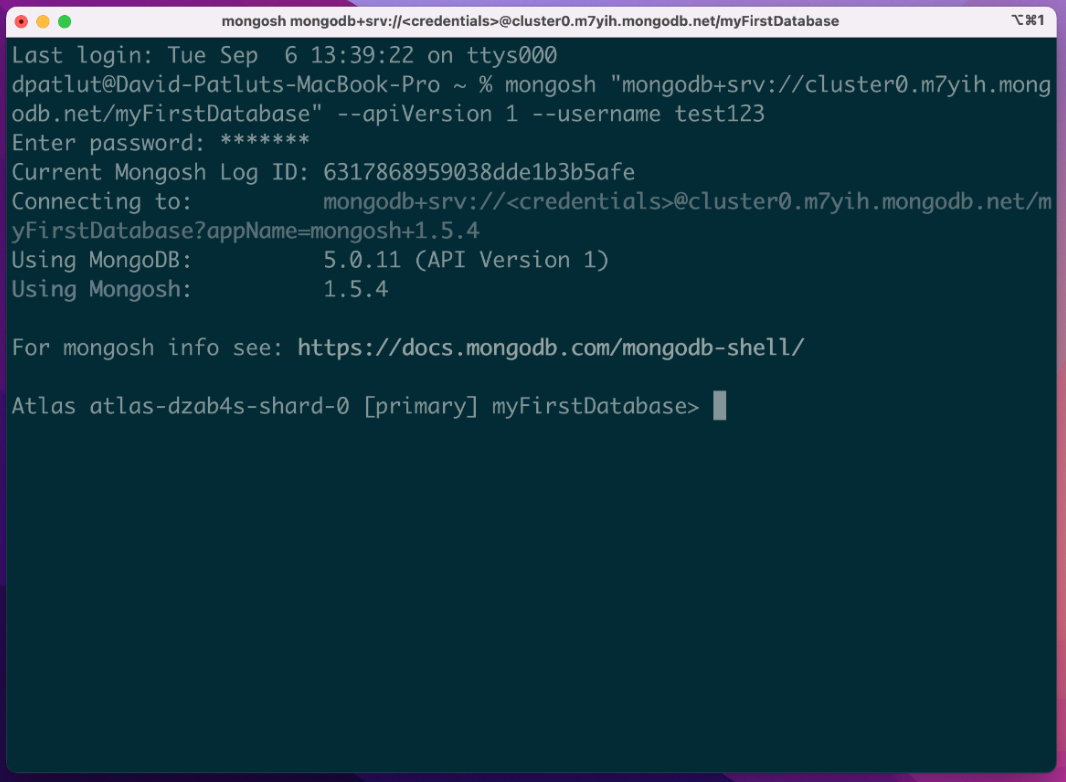 mongosh mongodb+srv://<credentials>@cluster0.m7yih.mongodb.net/myFirstDatabase
⌥⌘1
Last login: Tue Sep  6 13:39:22 on ttys000
dpatlut@David-Patluts-MacBook-Pro ~ % mongosh "mongodb+srv://cluster0.m7yih.mong
odb.net/myFirstDatabase" --apiVersion 1 --username test123
Enter password: *******
Current Mongosh Log ID: 6317868959038dde1b3b5afe
Connecting to:          mongodb+srv://<credentials>@cluster0.m7yih.mongodb.net/m
yFirstDatabase?appName=mongosh+1.5.4
Using MongoDB:          5.0.11 (API Version 1)
Using Mongosh:          1.5.4
For mongosh info see: https://docs.mongodb.com/mongodb-shell/
Atlas atlas-dzab4s-shard-0 [primary] myFirstDatabase>